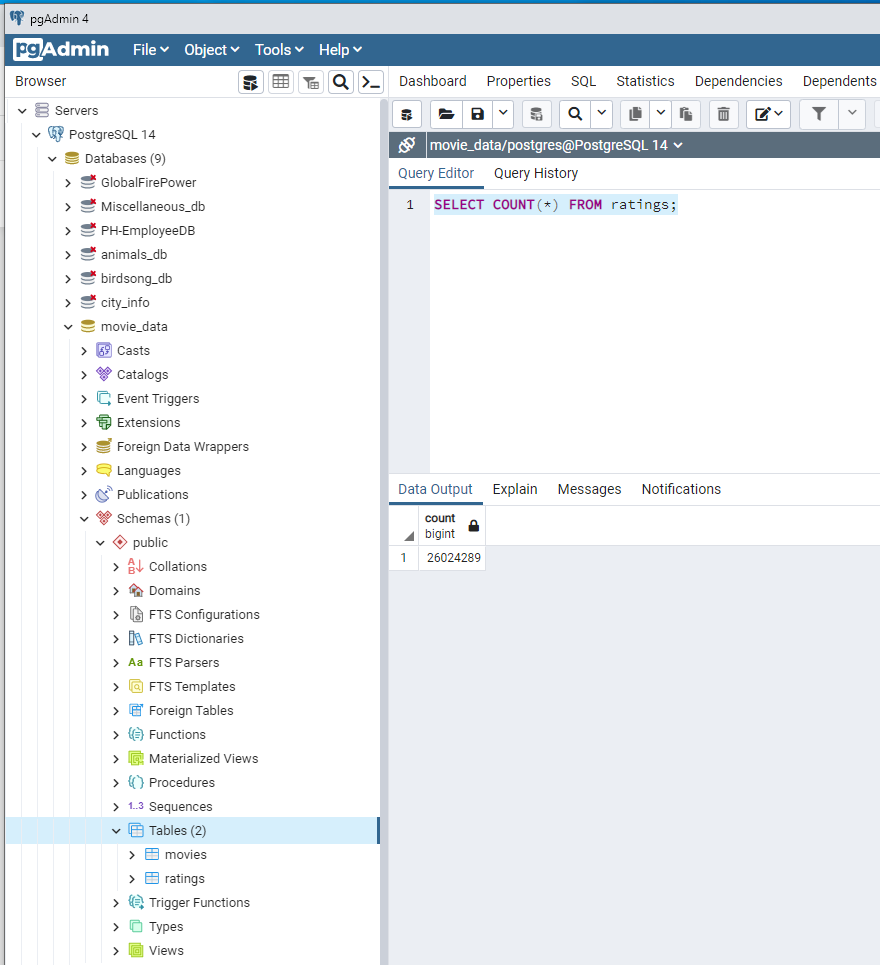 pgAdmin 4
pgAdmin File Object Tools Help
Browser
Dashboard Properties SQL Statistics Dependencies Dependents
Servers
PostgreSQL 14
Databases (9)
GlobalFirePower
Miscellaneous_db
PH-EmployeeDB
animals_db
birdsong_db
city_info
movie_data
Casts
Catalogs
Event Triggers
Extensions
Foreign Data Wrappers
Languages
Publications
Schemas (1)
public
Collations
Domains
FTS Configurations
FTS Dictionaries
Aa FTS Parsers
FTS Templates
Foreign Tables
Functions
Materialized Views
Procedures
1..3 Sequences
Tables (2)
movies
ratings
Trigger Functions
Types
Views
movie_data/postgres@PostgreSQL 14
Query Editor Query History
1 SELECT COUNT(*) FROM ratings;
Data Output Explain Messages Notifications
count
bigint
1 26024289